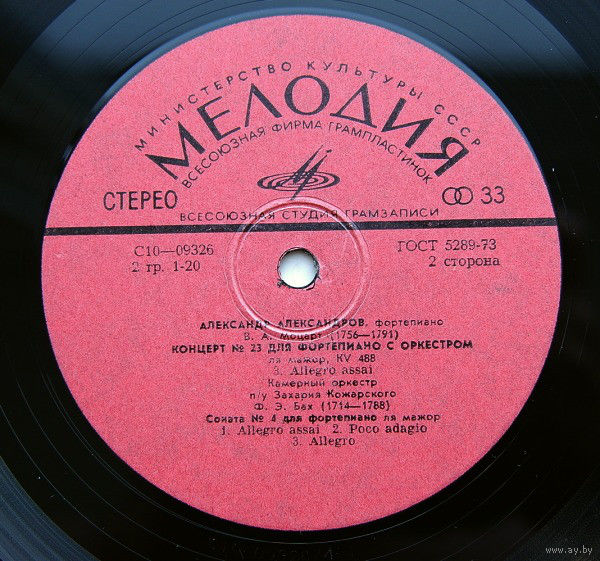 МИНИСТЕРСТВО КУЛЬТУРЫ СССР
МЕЛОДИЯ
ВСЕСОЮЗНАЯ ФИРМА ГРАМПЛАСТИНОК
СТЕРЕО
33
ВСЕСОЮЗНАЯ СТУДИЯ ГРАМЗАПИСИ
С10—09326
ГОСТ 5289-73
2 гр. 1-20
2 сторона
АЛЕКСАНДР АЛЕКСАНДРОВ, фортепиано
В. А. Моцарт (1756—1791)
КОНЦЕРТ № 23 ДЛЯ ФОРТЕПИАНО С ОРКЕСТРОМ
ля мажор, KV 488
3. Allegro assai
Камерный оркестр
п/у Захария Кожарского
Ф. Э. Бах (1714—1788)
Соната № 4 для фортепиано ля мажор
1. Allegro assai 2. Poco adagio
3. Allegro
www.ay.by